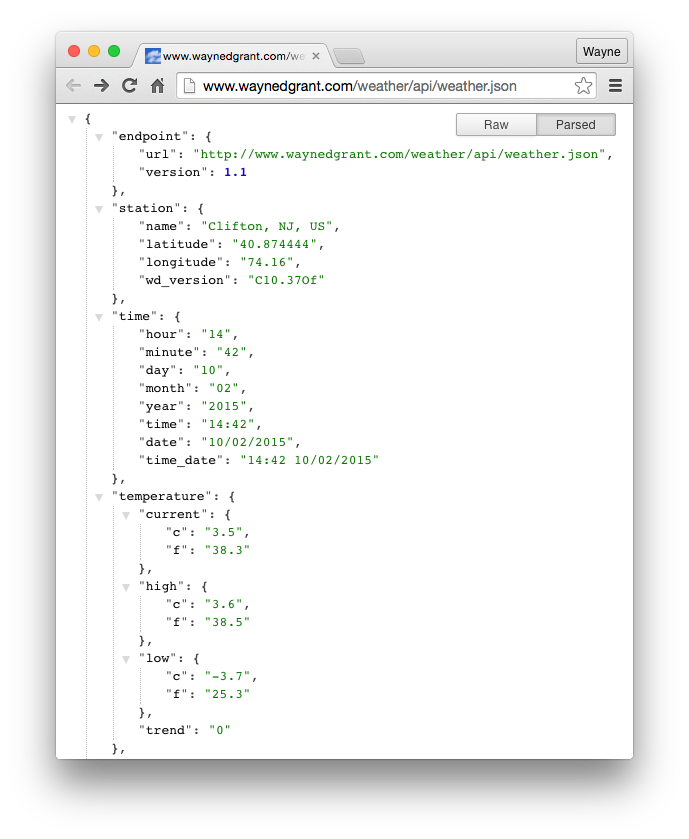 www.waynedgrant.com/we
Wayne
www.waynedgrant.com/weather/api/weather.json
Raw Parsed
{
"endpoint": {
"url": "http://www.waynedgrant.com/weather/api/weather.json",
"version": 1.1
},
"station": {
"name": "Clifton, NJ, US",
"latitude": "40.874444",
"longitude": "74.16",
"wd_version": "C10.37Of"
},
"time": {
"hour": "14",
"minute": "42",
"day": "10",
"month": "02",
"year": "2015",
"time": "14:42",
"date": "10/02/2015",
"time_date": "14:42 10/02/2015"
},
"temperature": {
"current": {
"c": "3.5",
"f": "38.3"
},
"high": {
"c": "3.6",
"f": "38.5"
},
"low": {
"c": "-3.7",
"f": "25.3"
},
"trend": "0"
},